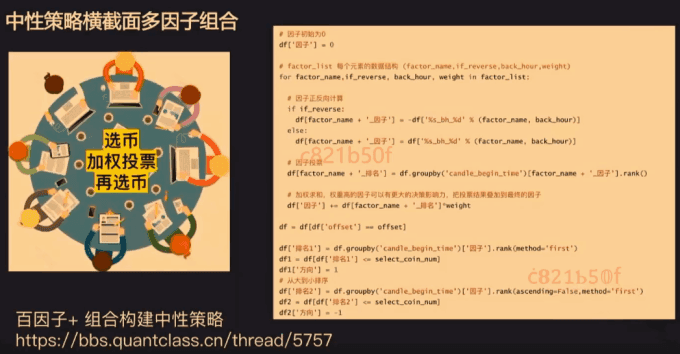 中性策略横截面多因子组合
选币
加权投票
再选币
百因子+ 组合构建中性策略
https://bbs.quantclass.cn/thread/5757
# 因子初始为0
df['因子'] = 0
# factor_list 每个元素的数据结构 (factor_name,if_reverse,back_hour,weight)
for factor_name,if_reverse, back_hour, weight in factor_list:
# 因子正反向计算
if if_reverse:
df[factor_name + '_因子'] = -df['%s_bh_%d' % (factor_name, back_hour)]
else:
df[factor_name + '_因子'] = df['%s_bh_%d' % (factor_name, back_hour)]
c821b50f
# 因子投票
df[factor_name + '_排名'] = df.groupby('candle_begin_time')[factor_name + '_因子'].rank()
# 加权求和, 权重高的因子可以有更大的决策影响力, 把投票结果叠加到最终的因子
df['因子'] += df[factor_name + '_排名']*weight
df = df[df['offset'] == offset]
df['排名1'] = df.groupby('candle_begin_time')['因子'].rank(method='first')
df1 = df[df['排名1'] <= select_coin_num]
df1['方向'] = 1
c821b50f
# 从大到小排序
df['排名2'] = df.groupby('candle_begin_time')['因子'].rank(ascending=False,method='first')
df2 = df[df['排名2'] <= select_coin_num]
df2['方向'] = -1